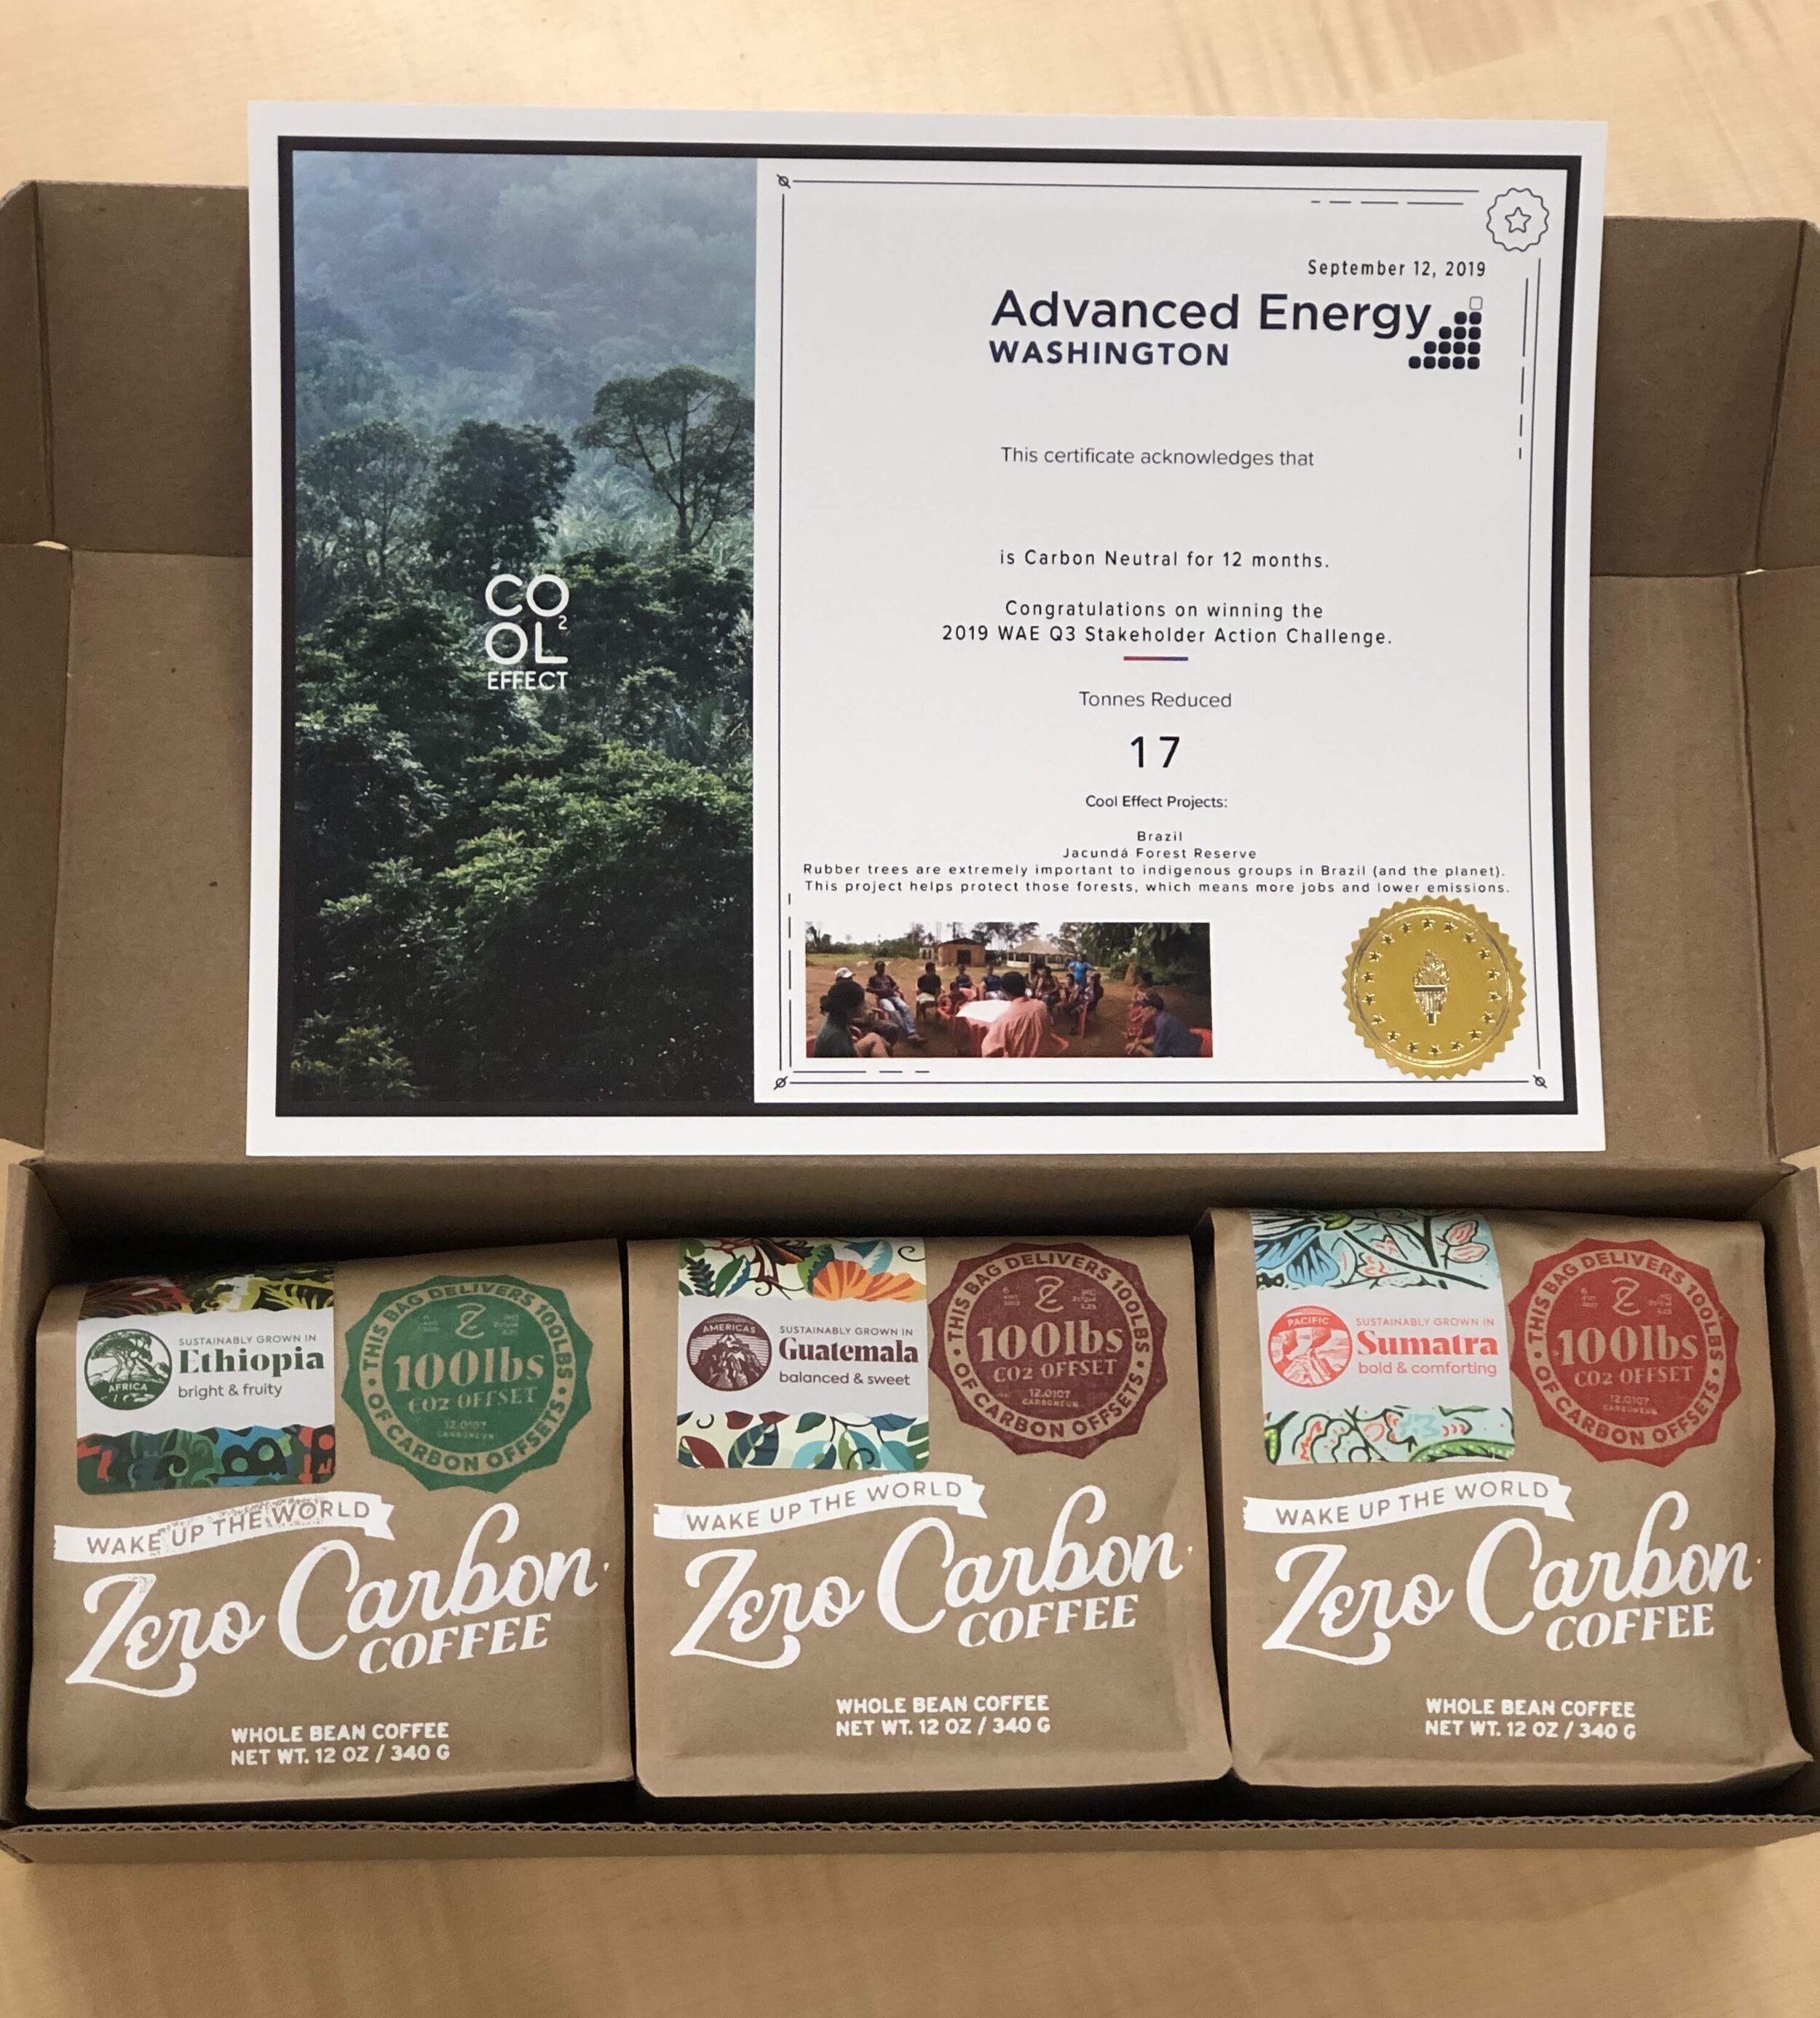 September 12, 2019
Advanced Energy
WASHINGTON
This certificate acknowledges that
is Carbon Neutral for 12 months.
Congratulations on winning the
2019 WAE Q3 Stakeholder Action Challenge.
Tonnes Reduced
17
Cool Effect Projects:
Brazil
Jacundá Forest Reserve
Rubber trees are extremely important to indigenous groups in Brazil (and the planet).
This project helps protect those forests, which means more jobs and lower emissions.
CO2
OL
EFFECT
AFRICA
SUSTAINABLY GROWN IN
Ethiopia
bright & fruity
THIS BAG DELIVERS 100LBS
OF CARBON OFFSETS
100lbs
CO2 OFFSET
12.0107
WAKE UP THE WORLD
Zero Carbon
COFFEE
WHOLE BEAN COFFEE
NET WT. 12 OZ / 340 G
AMERICAS
SUSTAINABLY GROWN IN
Guatemala
balanced & sweet
THIS BAG DELIVERS 100LBS
OF CARBON OFFSETS
100lbs
CO2 OFFSET
12.0107
WAKE UP THE WORLD
Zero Carbon
COFFEE
WHOLE BEAN COFFEE
NET WT. 12 OZ / 340 G
PACIFIC
SUSTAINABLY GROWN IN
Sumatra
bold & comforting
THIS BAG DELIVERS 100LBS
OF CARBON OFFSETS
100lbs
CO2 OFFSET
12.0107
WAKE UP THE WORLD
Zero Carbon
COFFEE
WHOLE BEAN COFFEE
NET WT. 12 OZ / 340 G